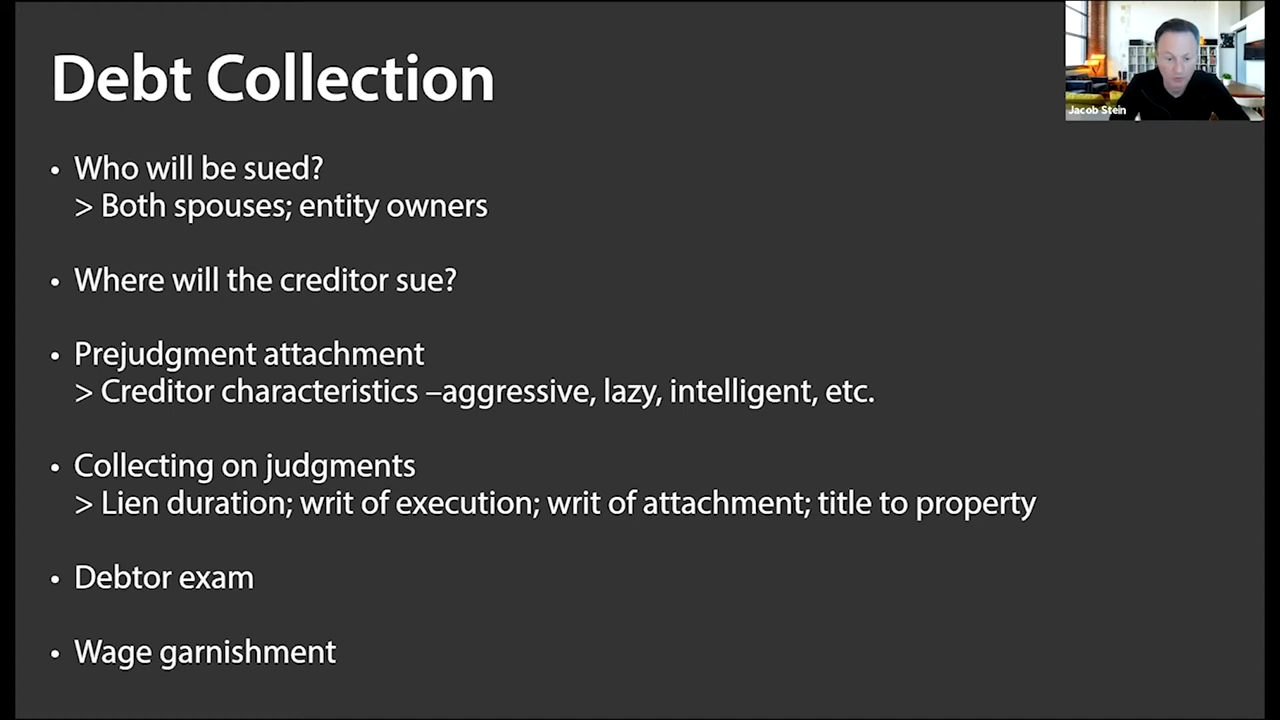 Debt Collection
Jacob Stein
• Who will be sued?
> Both spouses; entity owners
• Where will the creditor sue?
• Prejudgment attachment
> Creditor characteristics –aggressive, lazy, intelligent, etc.
• Collecting on judgments
> Lien duration; writ of execution; writ of attachment; title to property
• Debtor exam
• Wage garnishment